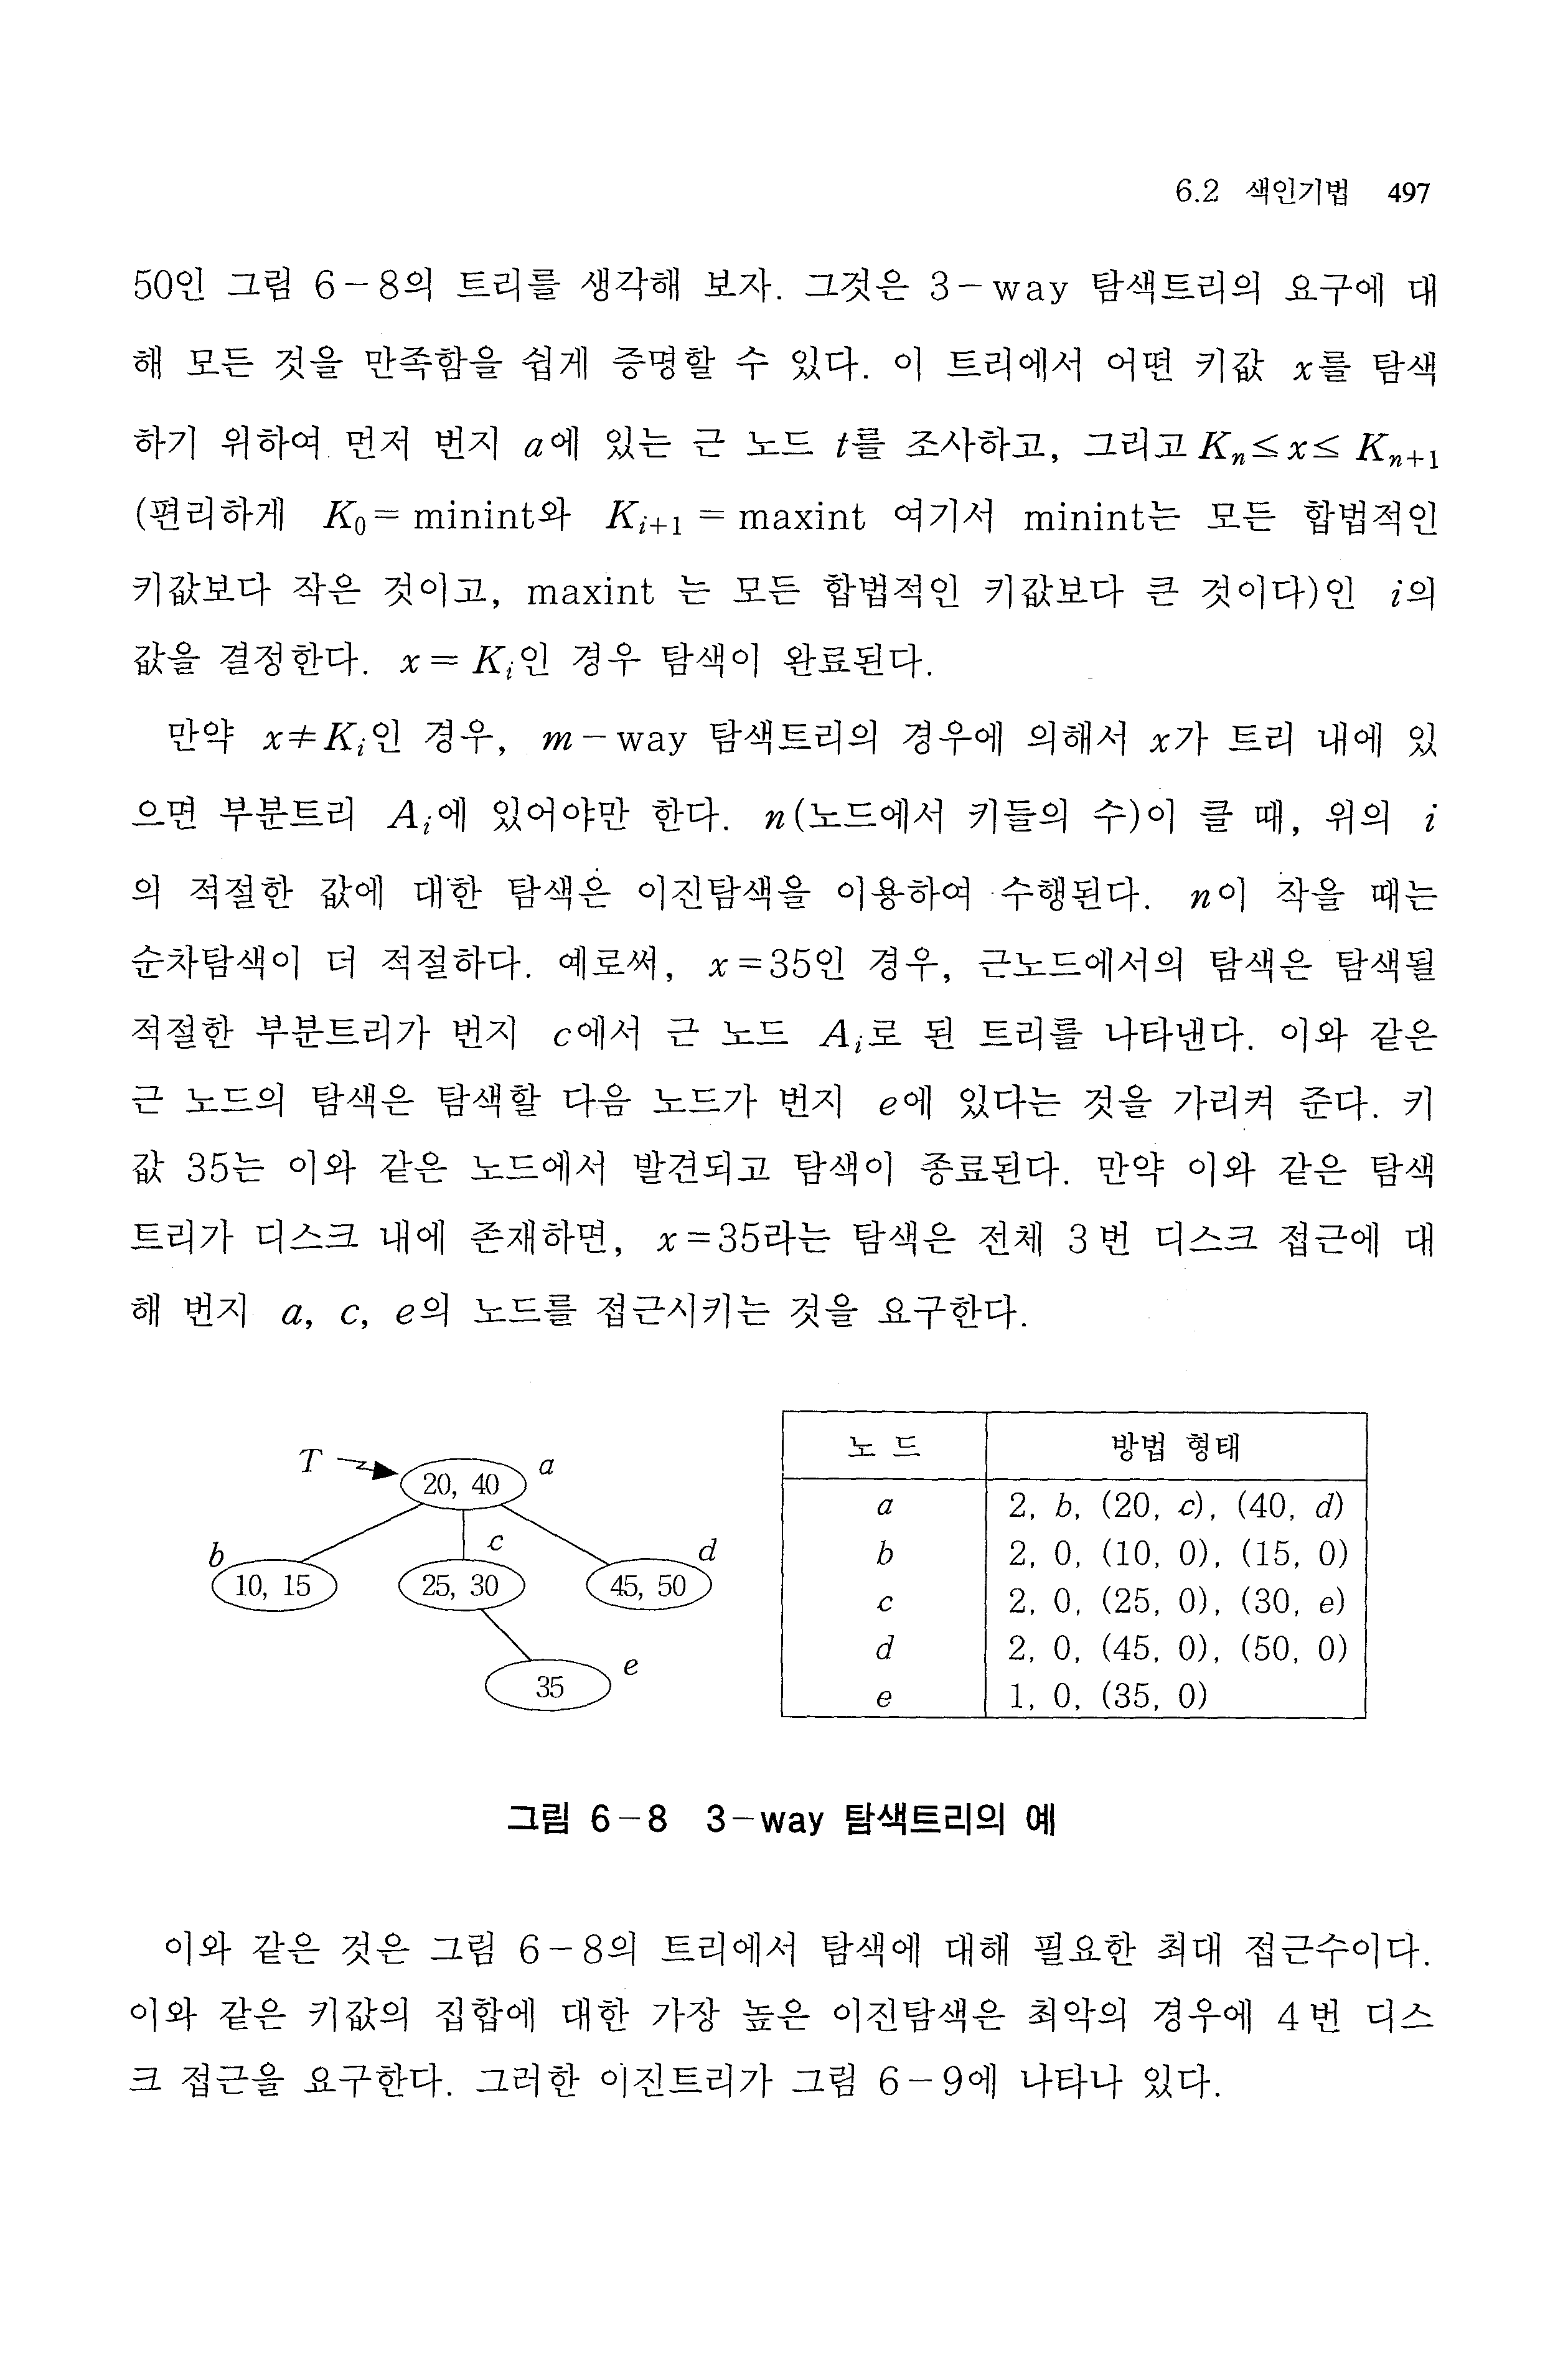 6.2 색인기법 497
50인 그림 6－8의 트리를 생각해 보자. 그것은 3－way 탐색트리의 요구에 대
해 모든 것을 만족함을 쉽게 증명할 수 있다. 이 트리에서 어떤 키값 x를 탐색
하기 위하여 먼저 번지 a에 있는 근 노드 t를 조사하고, 그리고 Kₙ≤x≤ Kₙ₊₁
(편리하게 K₀= minint와 Kᵢ₊₁ = maxint 여기서 minint는 모든 합법적인
키값보다 작은 것이고, maxint 는 모든 합법적인 키값보다 큰 것이다)인 i의
값을 결정한다. x = Kᵢ인 경우 탐색이 완료된다.
만약 x≠Kᵢ인 경우, m－way 탐색트리의 경우에 의해서 x가 트리 내에 있
으면 부분트리 Aᵢ에 있어야만 한다. n(노드에서 키들의 수)이 클 때, 위의 i
의 적절한 값에 대한 탐색은 이진탐색을 이용하여 수행된다. n이 작을 때는
순차탐색이 더 적절하다. 예로써, x=35인 경우, 근노드에서의 탐색은 탐색될
적절한 부분트리가 번지 c에서 근 노드 Aᵢ로 된 트리를 나타낸다. 이와 같은
근 노드의 탐색은 탐색할 다음 노드가 번지 e에 있다는 것을 가리켜 준다. 키
값 35는 이와 같은 노드에서 발견되고 탐색이 종료된다. 만약 이와 같은 탐색
트리가 디스크 내에 존재하면, x=35라는 탐색은 전체 3번 디스크 접근에 대
해 번지 a, c, e의 노드를 접근시키는 것을 요구한다.
T
20, 40 a
b c d
10, 15 25, 30 45, 50
35 e
노 드 방법 형태
a 2, b, (20, c), (40, d)
b 2, 0, (10, 0), (15, 0)
c 2, 0, (25, 0), (30, e)
d 2, 0, (45, 0), (50, 0)
e 1, 0, (35, 0)
그림 6－8 3－way 탐색트리의 예
이와 같은 것은 그림 6－8의 트리에서 탐색에 대해 필요한 최대 접근수이다.
이와 같은 키값의 집합에 대한 가장 높은 이진탐색은 최악의 경우에 4번 디스
크 접근을 요구한다. 그러한 이진트리가 그림 6－9에 나타나 있다.